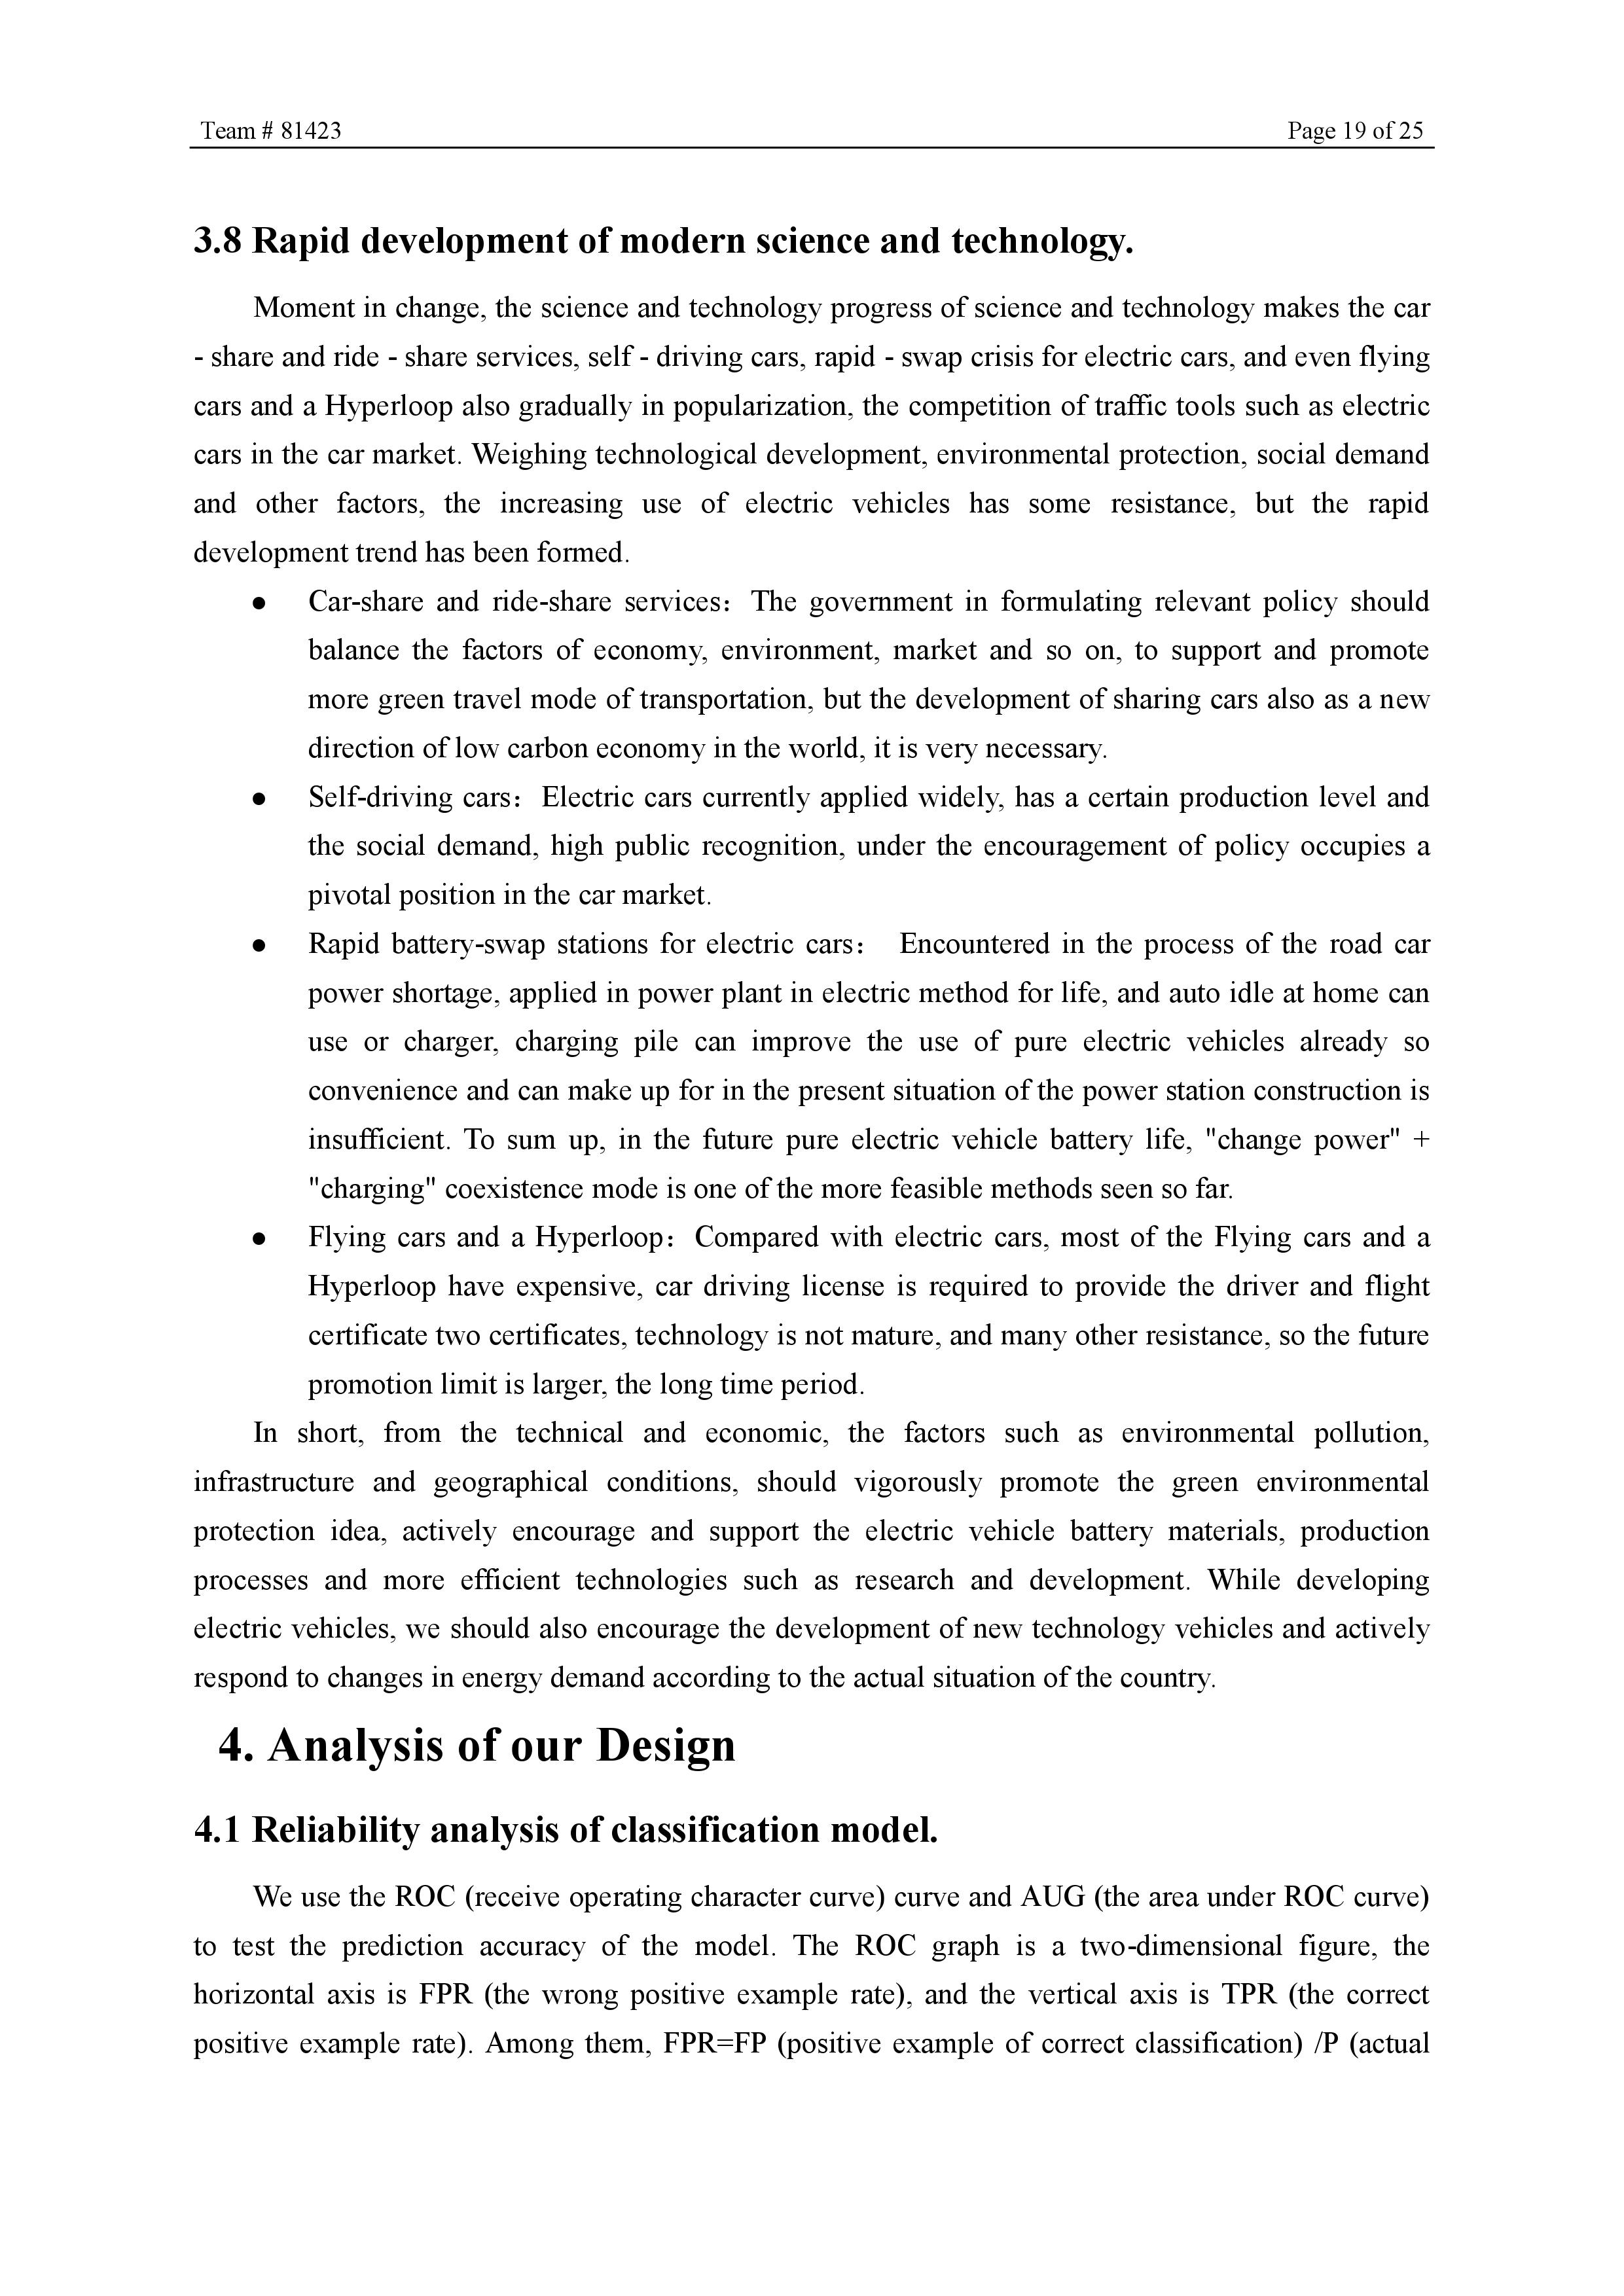 Team # 81423 Page 19 of 25
3.8 Rapid development of modern science and technology.
Moment in change, the science and technology progress of science and technology makes the car
- share and ride - share services, self - driving cars, rapid - swap crisis for electric cars, and even flying
cars and a Hyperloop also gradually in popularization, the competition of traffic tools such as electric
cars in the car market. Weighing technological development, environmental protection, social demand
and other factors, the increasing use of electric vehicles has some resistance, but the rapid
development trend has been formed.
● Car-share and ride-share services：The government in formulating relevant policy should
balance the factors of economy, environment, market and so on, to support and promote
more green travel mode of transportation, but the development of sharing cars also as a new
direction of low carbon economy in the world, it is very necessary.
● Self-driving cars：Electric cars currently applied widely, has a certain production level and
the social demand, high public recognition, under the encouragement of policy occupies a
pivotal position in the car market.
● Rapid battery-swap stations for electric cars： Encountered in the process of the road car
power shortage, applied in power plant in electric method for life, and auto idle at home can
use or charger, charging pile can improve the use of pure electric vehicles already so
convenience and can make up for in the present situation of the power station construction is
insufficient. To sum up, in the future pure electric vehicle battery life, "change power" +
"charging" coexistence mode is one of the more feasible methods seen so far.
● Flying cars and a Hyperloop：Compared with electric cars, most of the Flying cars and a
Hyperloop have expensive, car driving license is required to provide the driver and flight
certificate two certificates, technology is not mature, and many other resistance, so the future
promotion limit is larger, the long time period.
In short, from the technical and economic, the factors such as environmental pollution,
infrastructure and geographical conditions, should vigorously promote the green environmental
protection idea, actively encourage and support the electric vehicle battery materials, production
processes and more efficient technologies such as research and development. While developing
electric vehicles, we should also encourage the development of new technology vehicles and actively
respond to changes in energy demand according to the actual situation of the country.
4. Analysis of our Design
4.1 Reliability analysis of classification model.
We use the ROC (receive operating character curve) curve and AUG (the area under ROC curve)
to test the prediction accuracy of the model. The ROC graph is a two-dimensional figure, the
horizontal axis is FPR (the wrong positive example rate), and the vertical axis is TPR (the correct
positive example rate). Among them, FPR=FP (positive example of correct classification) /P (actual